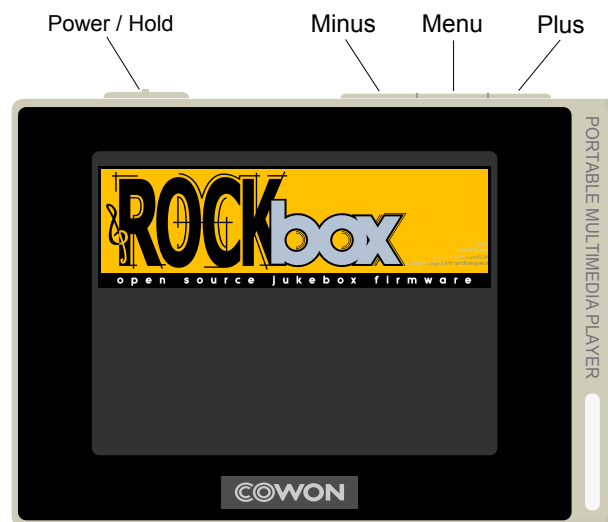 Power / Hold
Minus
Menu
Plus
PORTABLE MULTIMEDIA PLAYER
ROCKbox
open source jukebox firmware
COWON